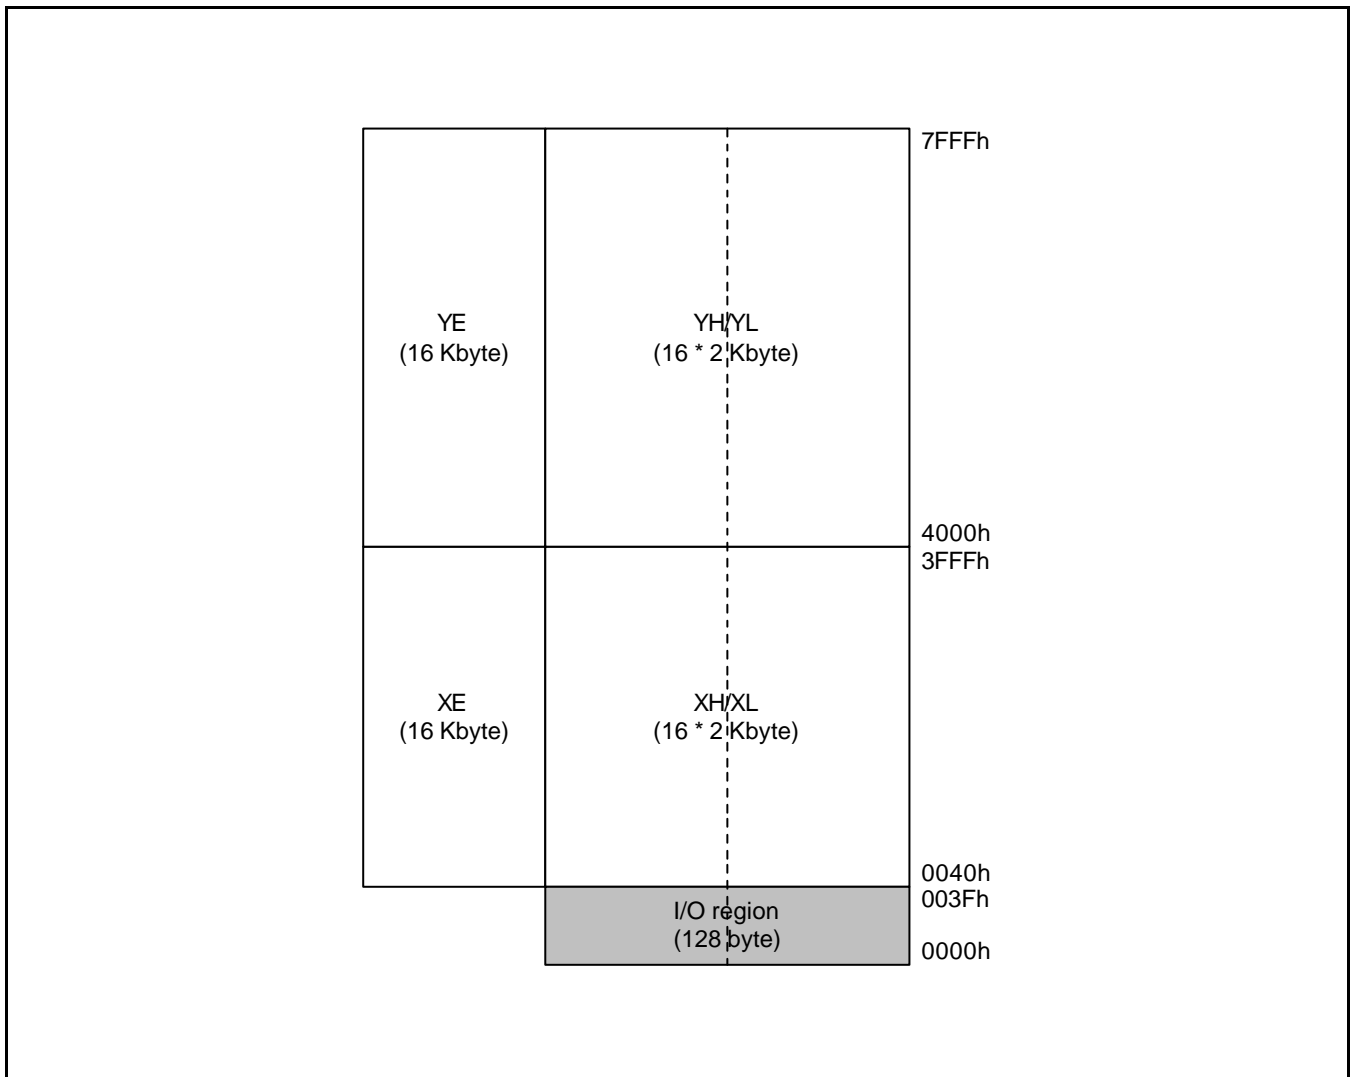 7FFFh
YE
(16 Kbyte)
YH/YL
(16 * 2 Kbyte)
4000h
3FFFh
XE
(16 Kbyte)
XH/XL
(16 * 2 Kbyte)
0040h
003Fh
I/O region
(128 byte)
0000h